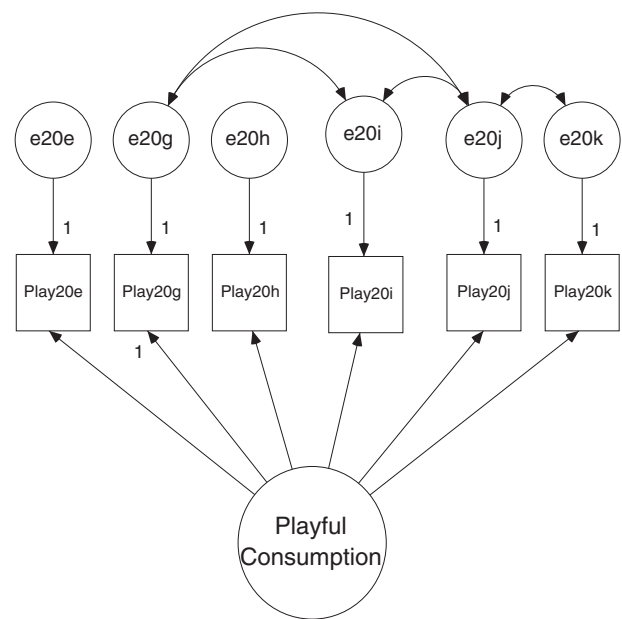 e20e e20g e20h e20i e20j e20k
1 1 1 1 1 1
Play20e Play20g Play20h Play20i Play20j Play20k
1
Playful
Consumption